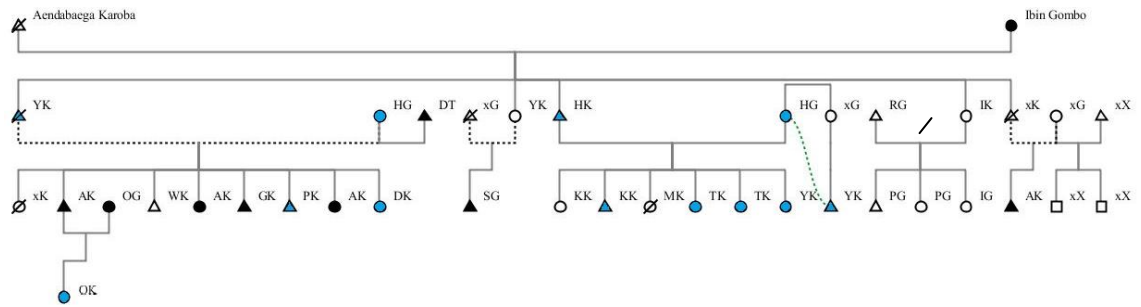 Aendabaega Karoba
Ibin Gombo
YK HG DT xG YK HK HG xG RG IK xK xG xX
xK AK OG WK AK GK PK AK DK SG KK KK MK TK TK YK YK PG PG IG AK xX xX
OK